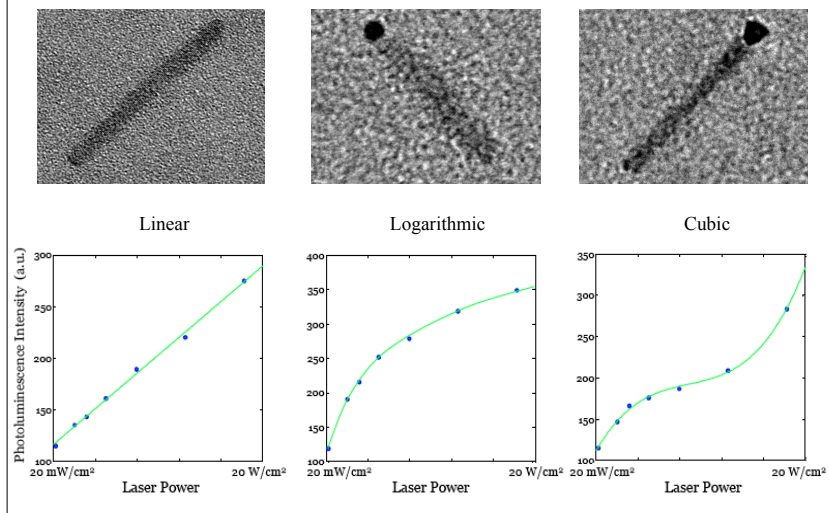 Linear
Logarithmic
Cubic
Photoluminescence Intensity (a.u.)
300
250
200
150
100
20 mW/cm²
20 W/cm²
Laser Power
400
350
300
250
200
150
100
20 mW/cm²
20 W/cm²
Laser Power
350
300
250
200
150
100
20 mW/cm²
20 W/cm²
Laser Power